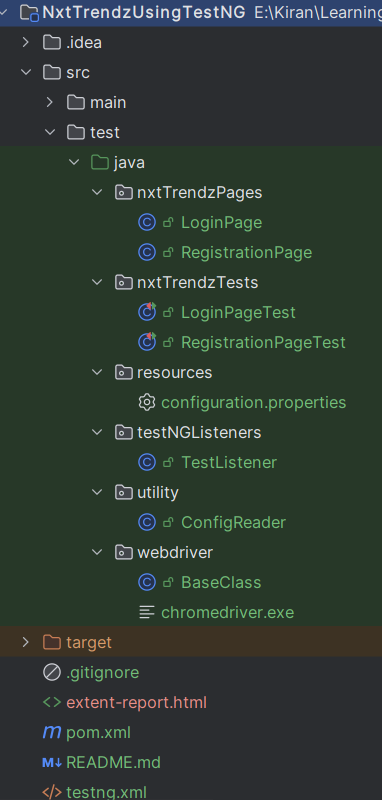 NxtTrendzUsingTestNG E:\Kiran\Learning
.idea
src
main
test
java
nxtTrendzPages
LoginPage
RegistrationPage
nxtTrendzTests
LoginPageTest
RegistrationPageTest
resources
configuration.properties
testNGListeners
TestListener
utility
ConfigReader
webdriver
BaseClass
chromedriver.exe
target
.gitignore
extent-report.html
pom.xml
README.md
testng.xml